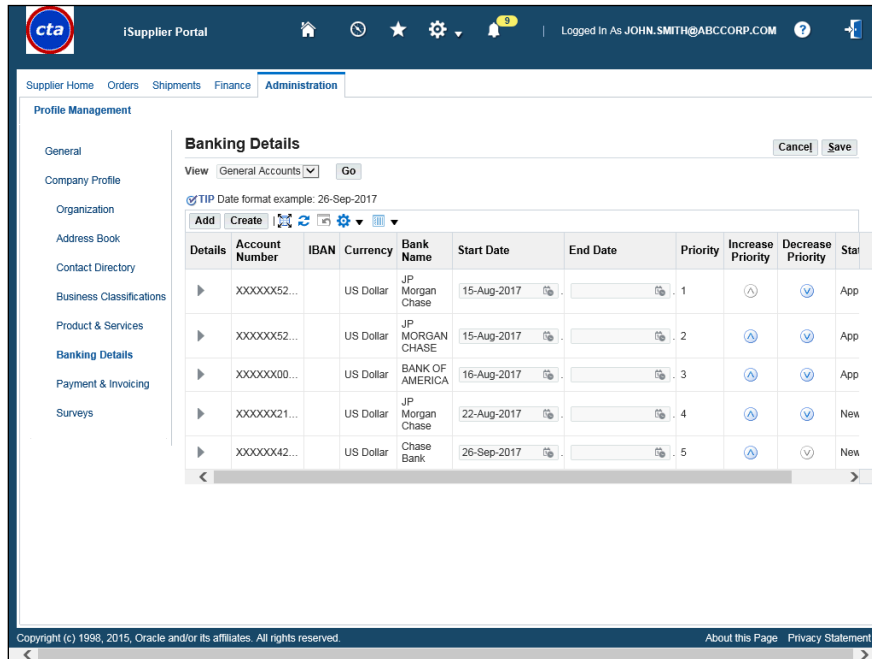 cta
iSupplier Portal
9
| Logged In As JOHN.SMITH@ABCCORP.COM
?
Supplier Home Orders Shipments Finance Administration
Profile Management
General
Company Profile
Organization
Address Book
Contact Directory
Business Classifications
Product & Services
Banking Details
Payment & Invoicing
Surveys
Banking Details
Cancel Save
View General Accounts Go
TIP Date format example: 26-Sep-2017
Add Create
Details Account Number IBAN Currency Bank Name Start Date End Date Priority Increase Priority Decrease Priority Stat
XXXXXX52... US Dollar JP Morgan Chase 15-Aug-2017 . . 1 App
XXXXXX52... US Dollar JP MORGAN CHASE 15-Aug-2017 . . 2 App
XXXXXX00... US Dollar BANK OF AMERICA 16-Aug-2017 . . 3 App
XXXXXX21... US Dollar JP Morgan Chase 22-Aug-2017 . . 4 New
XXXXXX42... US Dollar Chase Bank 26-Sep-2017 . . 5 New
Copyright (c) 1998, 2015, Oracle and/or its affiliates. All rights reserved.
About this Page Privacy Statement